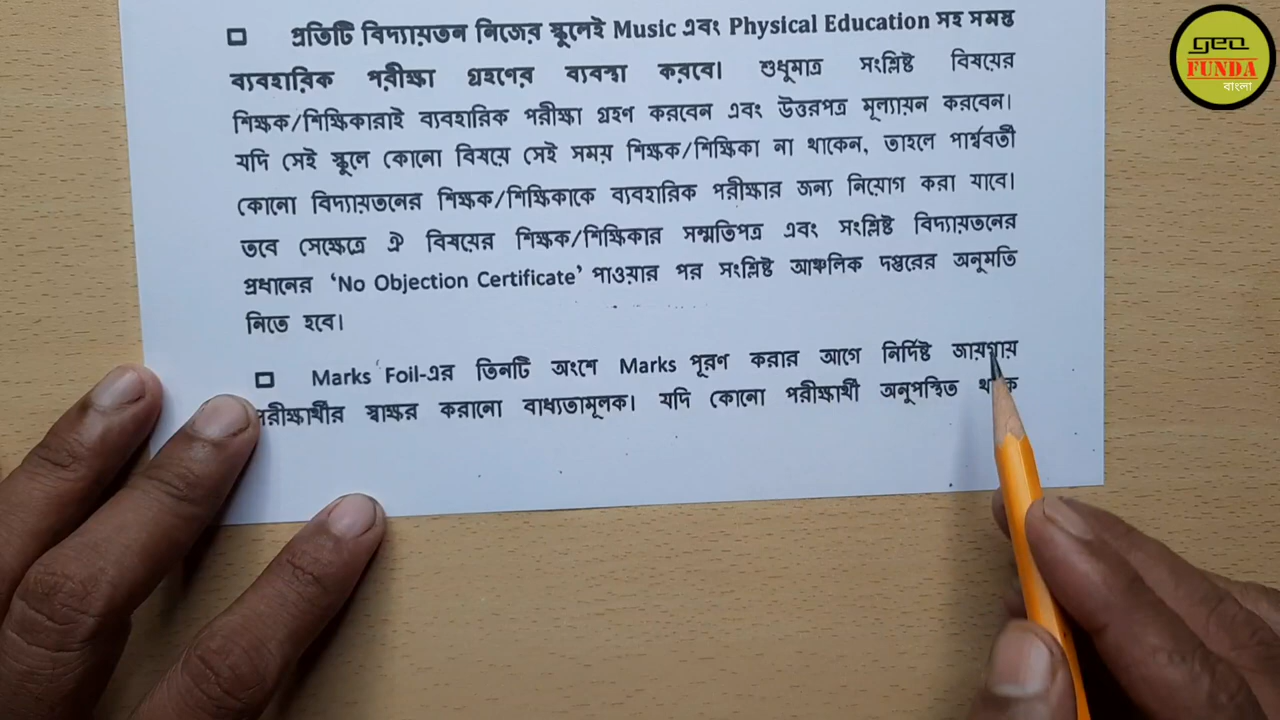 □ প্রতিটি বিদ্যায়তন নিজের স্কুলেই Music এবং Physical Education সহ সমস্ত
ব্যবহারিক পরীক্ষা গ্রহণের ব্যবস্থা করবে। শুধুমাত্র সংশ্লিষ্ট বিষয়ের
শিক্ষক/শিক্ষিকারাই ব্যবহারিক পরীক্ষা গ্রহণ করবেন এবং উত্তরপত্র মূল্যায়ন করবেন।
যদি সেই স্কুলে কোনো বিষয়ে সেই সময় শিক্ষক/শিক্ষিকা না থাকেন, তাহলে পার্শ্ববর্তী
কোনো বিদ্যায়তনের শিক্ষক/শিক্ষিকাকে ব্যবহারিক পরীক্ষার জন্য নিয়োগ করা যাবে।
তবে সেক্ষেত্রে ঐ বিষয়ের শিক্ষক/শিক্ষিকার সম্মতিপত্র এবং সংশ্লিষ্ট বিদ্যায়তনের
প্রধানের ‘No Objection Certificate’ পাওয়ার পর সংশ্লিষ্ট আঞ্চলিক দপ্তরের অনুমতি
নিতে হবে।
□ Marks Foil-এর তিনটি অংশে Marks পূরণ করার আগে নির্দিষ্ট জায়গায়
পরীক্ষার্থীর স্বাক্ষর করানো বাধ্যতামূলক। যদি কোনো পরীক্ষার্থী অনুপস্থিত থাকে
geo
FUNDA
বাংলা